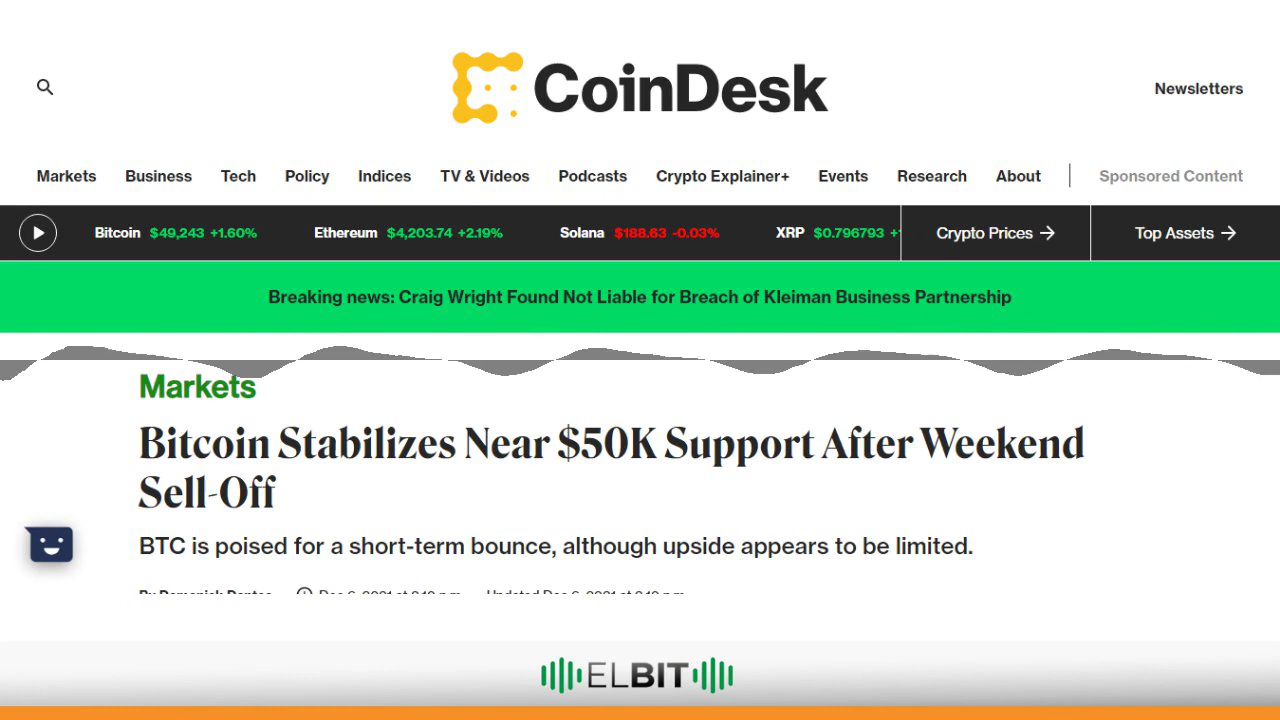 CoinDesk
Newsletters
Markets Business Tech Policy Indices TV & Videos Podcasts Crypto Explainer+ Events Research About Sponsored Content
Bitcoin $49,243 +1.60% Ethereum $4,203.74 +2.19% Solana $188.63 -0.03% XRP $0.796793 Crypto Prices → Top Assets →
Breaking news: Craig Wright Found Not Liable for Breach of Kleiman Business Partnership
Markets
Bitcoin Stabilizes Near $50K Support After Weekend
Sell-Off
BTC is poised for a short-term bounce, although upside appears to be limited.
ELBIT